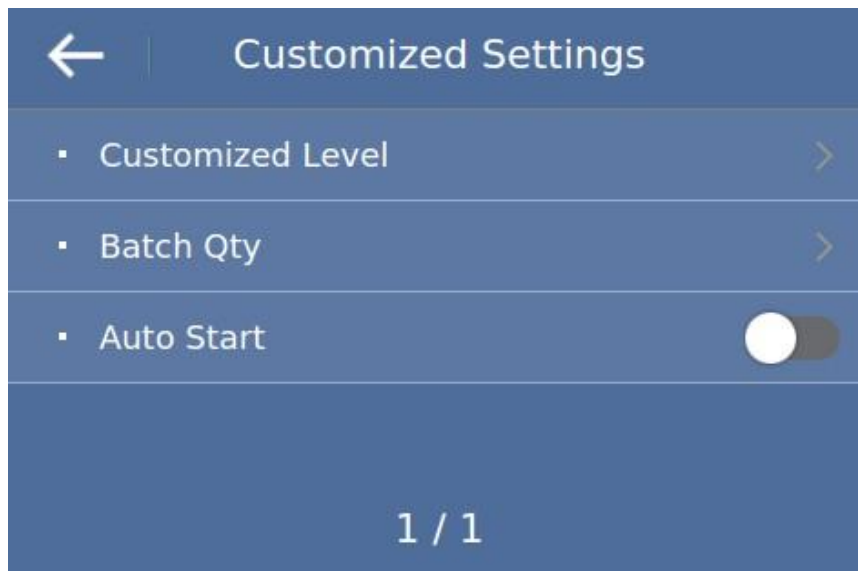 Customized Settings
Customized Level
Batch Qty
Auto Start
1 / 1